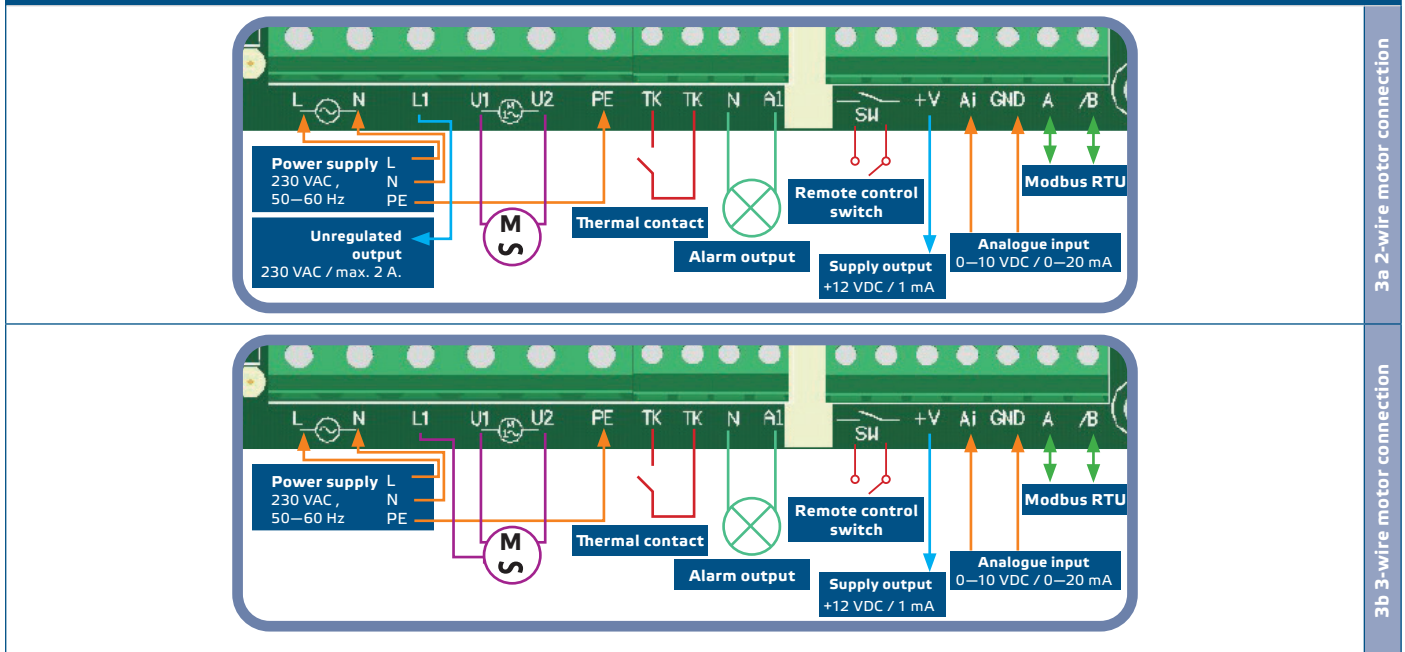 L N L1 U1 M 1~ U2 PE TK TK N A1 SW +V Ai GND A /B
Power supply L
230 VAC , N
50—60 Hz PE
Unregulated
output
230 VAC / max. 2 A.
M
Thermal contact
Alarm output
Remote control
switch
Supply output
+12 VDC / 1 mA
Analogue input
0—10 VDC / 0—20 mA
Modbus RTU
3a 2-wire motor connection
L N L1 U1 M 1~ U2 PE TK TK N A1 SW +V Ai GND A /B
Power supply L
230 VAC , N
50—60 Hz PE
M
Thermal contact
Alarm output
Remote control
switch
Supply output
+12 VDC / 1 mA
Analogue input
0—10 VDC / 0—20 mA
Modbus RTU
3b 3-wire motor connection